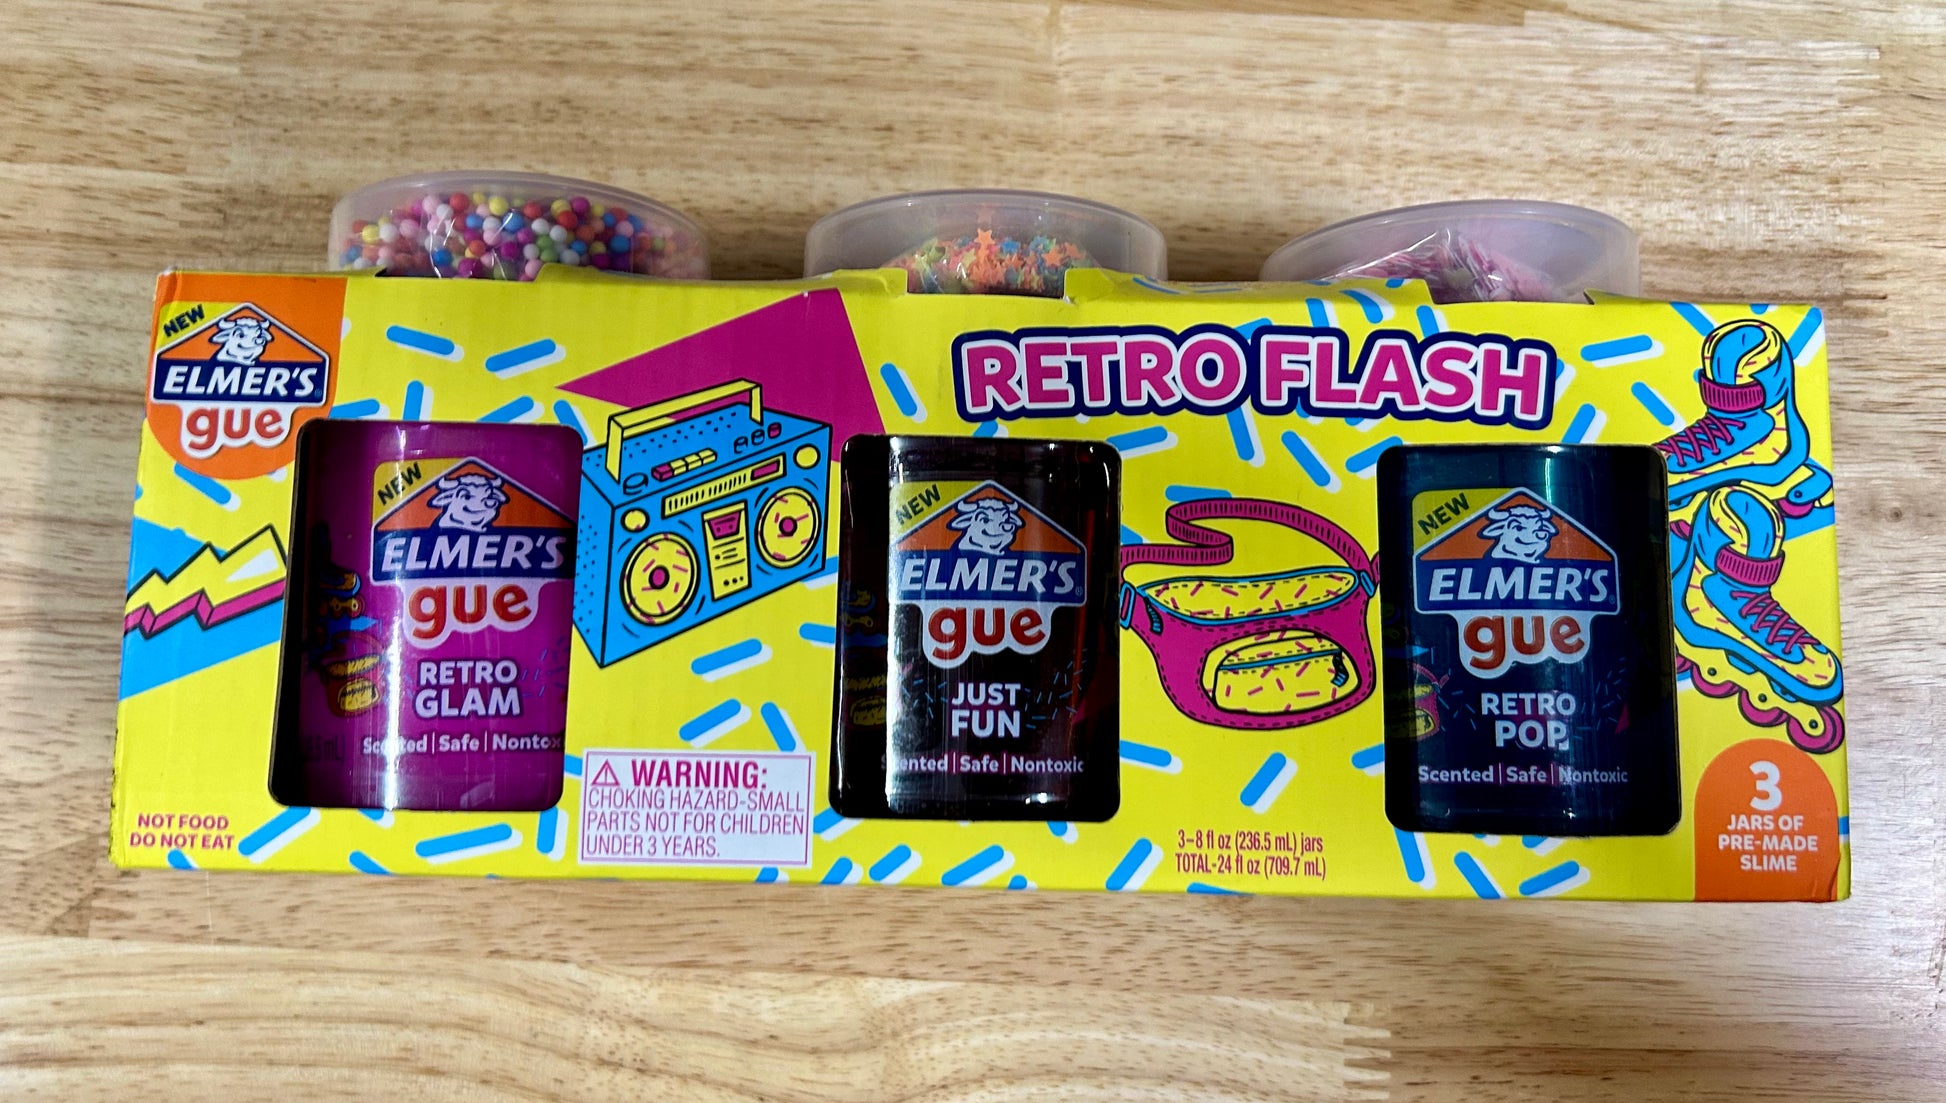 NEW
ELMER'S
gue
RETRO FLASH
NEW
ELMER'S
gue
RETRO
GLAM
Safe
NEW
ELMER'S
gue
JUST
FUN
Safe | Nontoxic
NEW
ELMER'S
gue
RETRO
POP
Scented | Safe | Nontoxic
NOT FOOD
DO NOT EAT
WARNING:
CHOKING HAZARD-SMALL
PARTS NOT FOR CHILDREN
UNDER 3 YEARS.
3-8 fl oz (236.5 mL) jars
TOTAL-24 fl oz (709.7 mL)
3
JARS OF
PRE-MADE
SLIME